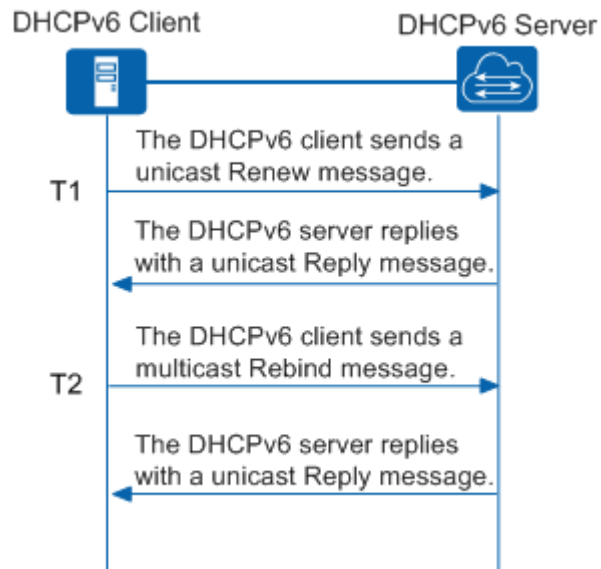 DHCPv6 Client
DHCPv6 Server
The DHCPv6 client sends a
unicast Renew message.
T1
The DHCPv6 server replies
with a unicast Reply message.
The DHCPv6 client sends a
multicast Rebind message.
T2
The DHCPv6 server replies
with a unicast Reply message.